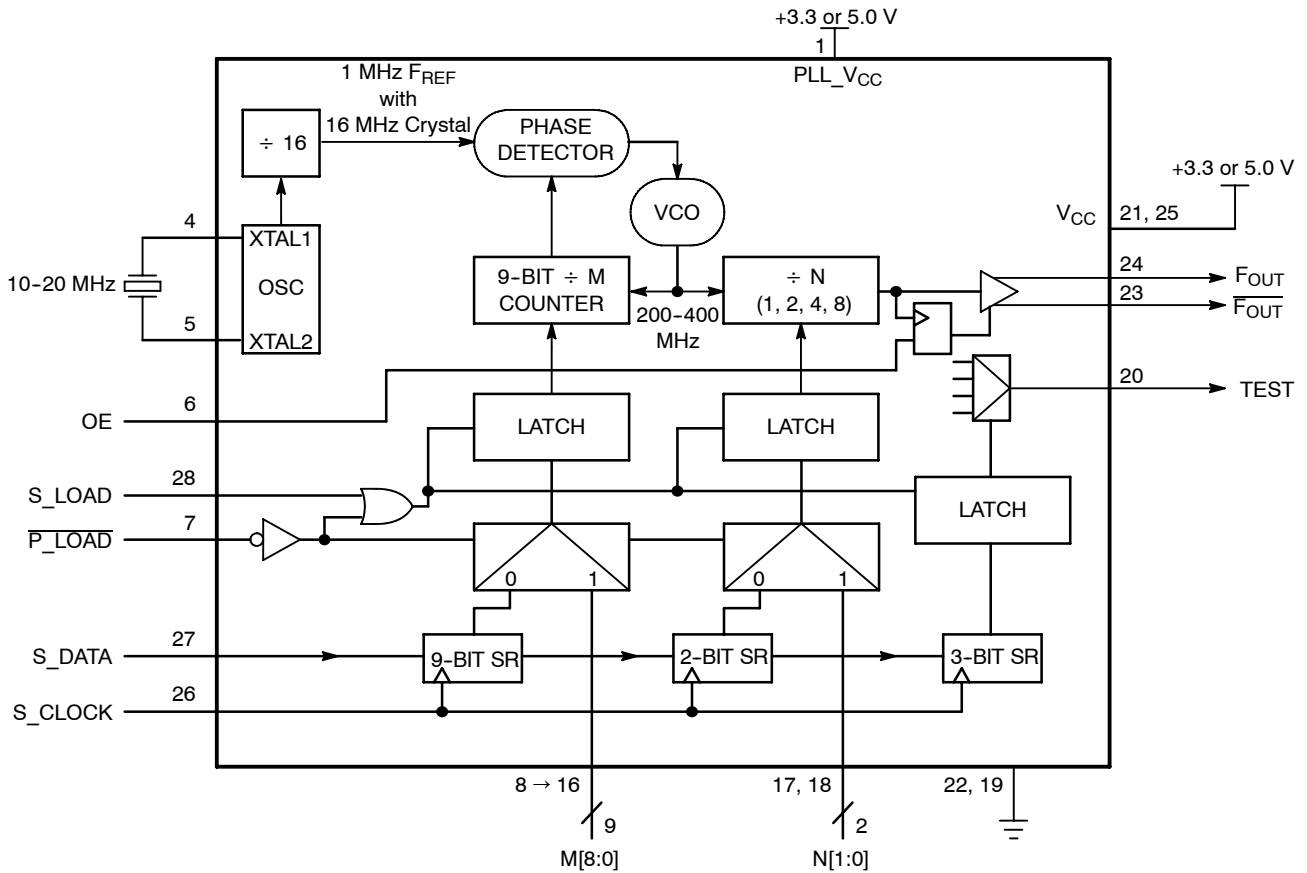 +3.3 or 5.0 V
1
PLL_VCC
1 MHz FREF
with
16 MHz Crystal
÷ 16
PHASE
DETECTOR
VCO
+3.3 or 5.0 V
VCC
21, 25
4
XTAL1
10-20 MHz
OSC
5
XTAL2
9-BIT ÷ M
COUNTER
200-400
MHz
÷ N
(1, 2, 4, 8)
24
FOUT
23
F̅O̅U̅T̅
6
OE
20
TEST
LATCH
LATCH
28
S_LOAD
7
P̅_̅L̅O̅A̅D̅
LATCH
0 1
0 1
27
S_DATA
9-BIT SR
2-BIT SR
3-BIT SR
26
S_CLOCK
8 → 16
17, 18
22, 19
9
2
M[8:0]
N[1:0]